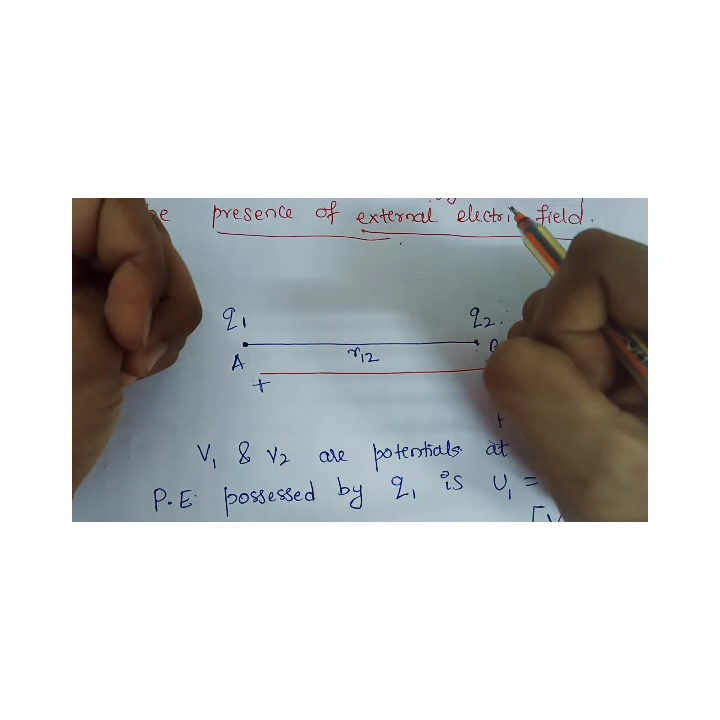 presence of external electric field.
q1 q2
A r12
+
V1 & V2 are potentials at
P.E. possessed by q1 is U1 =